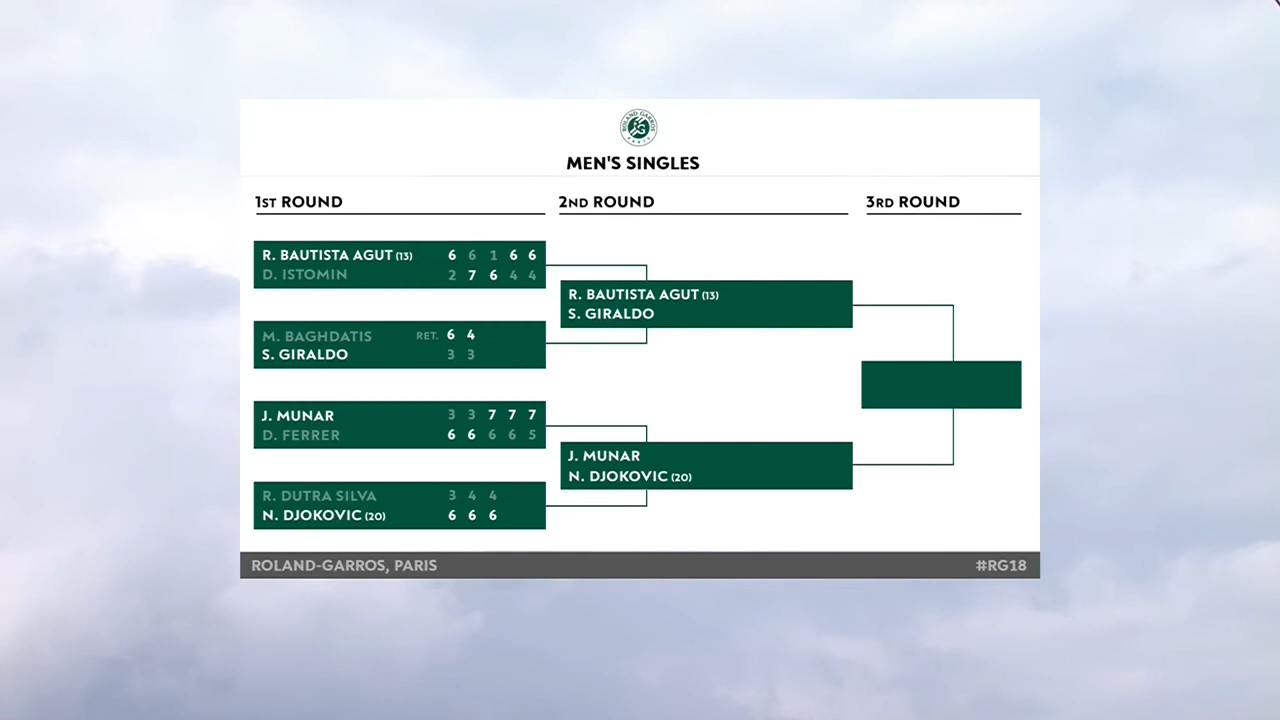 ROLAND GARROS
PARIS
MEN'S SINGLES
1ST ROUND
2ND ROUND
3RD ROUND
R. BAUTISTA AGUT (13) 6 6 1 6 6
D. ISTOMIN 2 7 6 4 4
M. BAGHDATIS RET. 6 4
S. GIRALDO 3 3
J. MUNAR 3 3 7 7 7
D. FERRER 6 6 6 6 5
R. DUTRA SILVA 3 4 4
N. DJOKOVIC (20) 6 6 6
R. BAUTISTA AGUT (13)
S. GIRALDO
J. MUNAR
N. DJOKOVIC (20)
ROLAND-GARROS, PARIS
#RG18